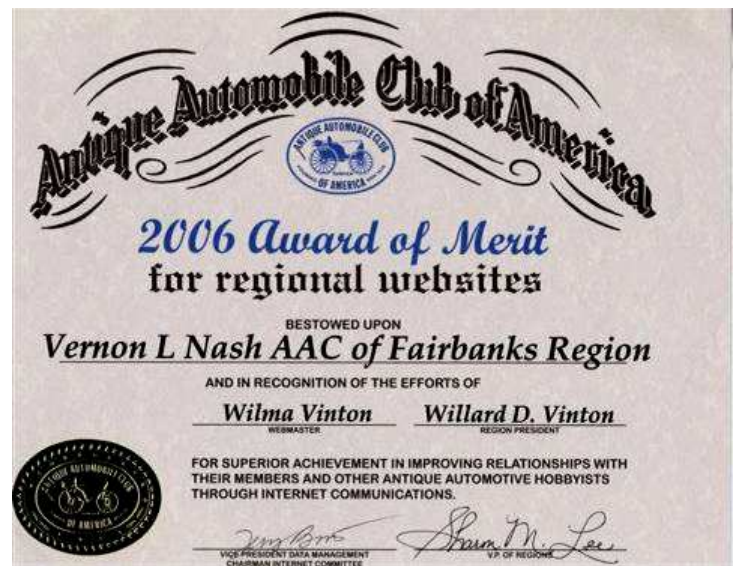 Antique Automobile Club of America
ANTIQUE AUTOMOBILE CLUB
OF AMERICA
2006 Award of Merit
for regional websites
BESTOWED UPON
Vernon L Nash AAC of Fairbanks Region
AND IN RECOGNITION OF THE EFFORTS OF
Wilma Vinton Willard D. Vinton
WEBMASTER REGION PRESIDENT
FOR SUPERIOR ACHIEVEMENT IN IMPROVING RELATIONSHIPS WITH
THEIR MEMBERS AND OTHER ANTIQUE AUTOMOTIVE HOBBYISTS
THROUGH INTERNET COMMUNICATIONS.
ANTIQUE AUTOMOBILE CLUB
OF AMERICA
Sharon M. Lee
VICE-PRESIDENT DATA MANAGEMENT V.P. OF REGIONS
CHAIRMAN INTERNET COMMITTEE